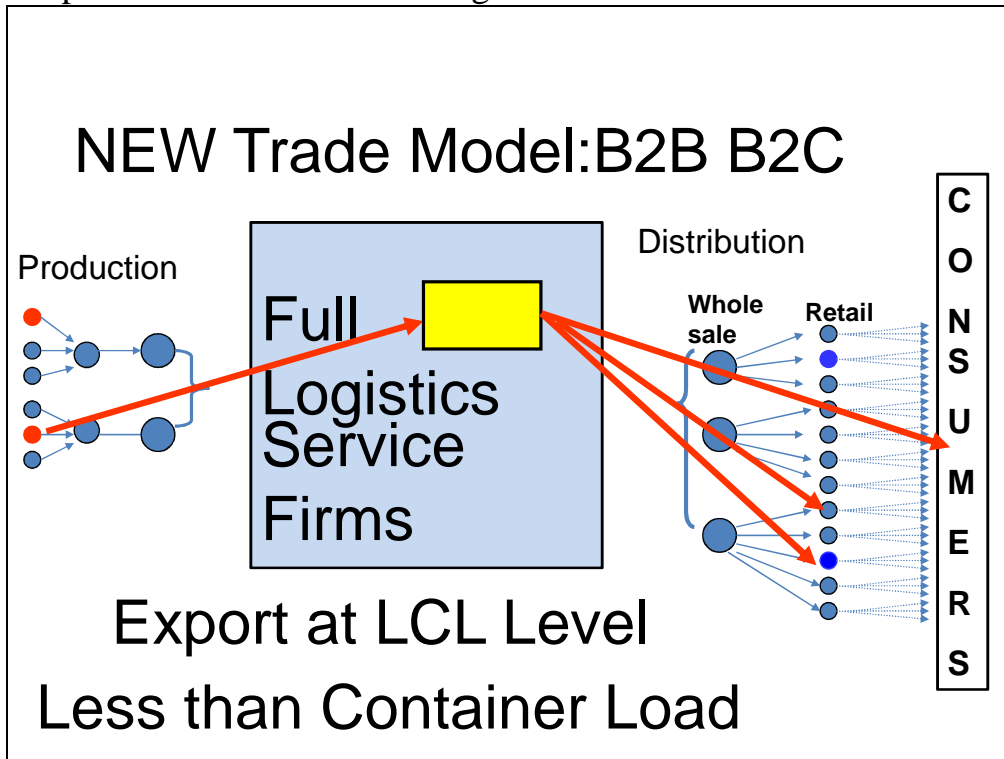 NEW Trade Model:B2B B2C
Production
Full
Logistics
Service
Firms
Distribution
Whole
sale
Retail
C
O
N
S
U
M
E
R
S
Export at LCL Level
Less than Container Load